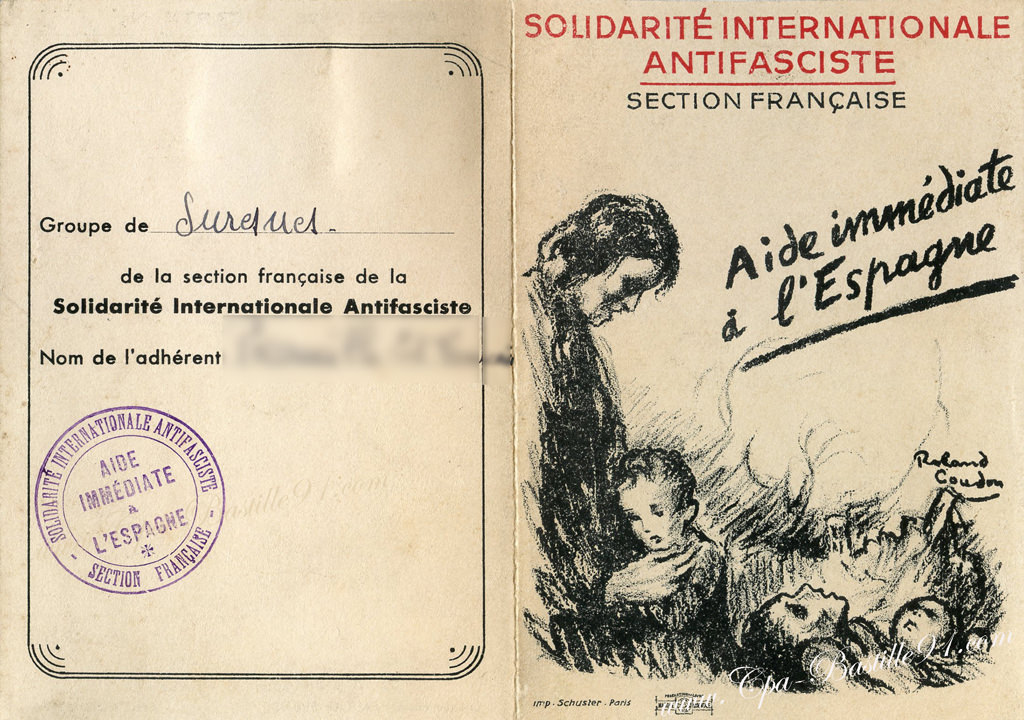 Groupe de Suresnes.
de la section française de la
Solidarité Internationale Antifasciste
Nom de l'adhérent
SOLIDARITÉ INTERNATIONALE ANTIFASCISTE
AIDE
IMMÉDIATE
à
L'ESPAGNE
- SECTION FRANÇAISE -
SOLIDARITÉ INTERNATIONALE
ANTIFASCISTE
SECTION FRANÇAISE
Aide immédiate
à l'Espagne
Roland
Coudon
imp. Schuster. Paris
www.Cpa-Bastille91.com